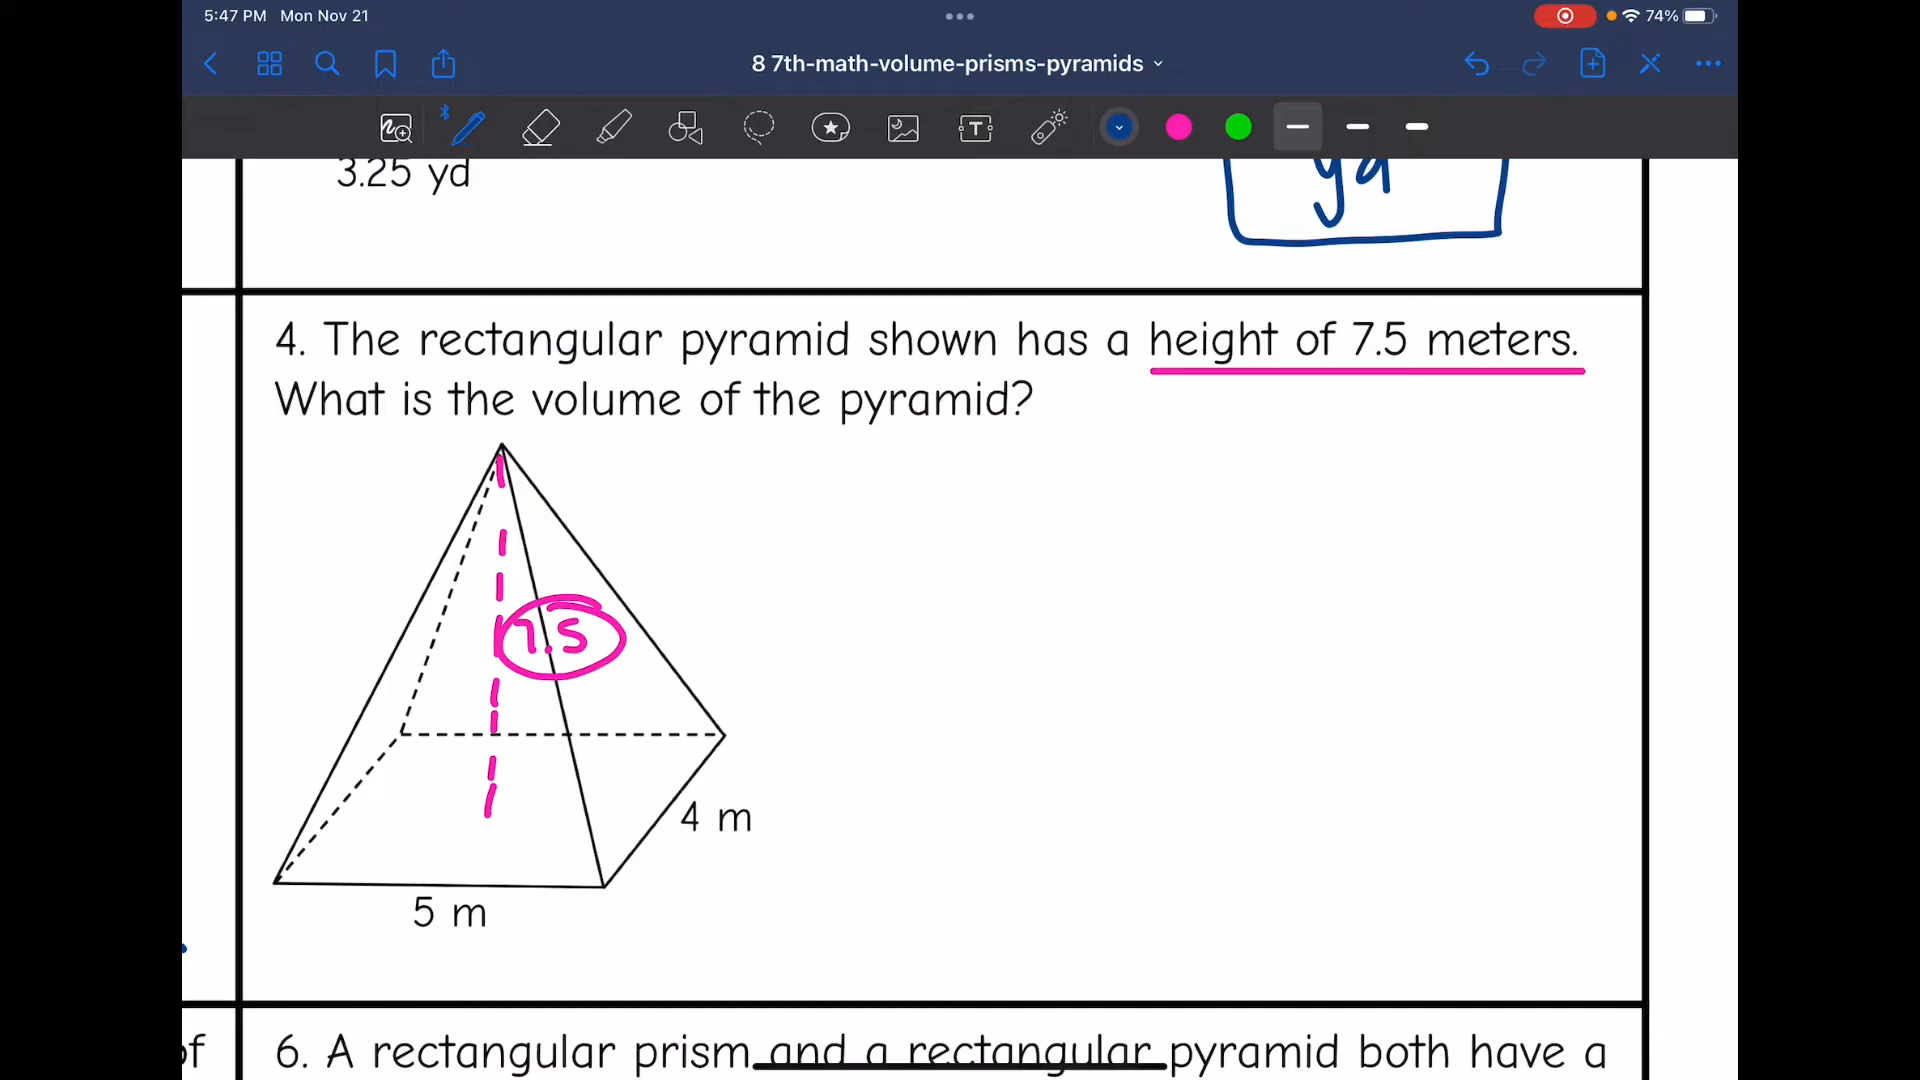 5:47 PM Mon Nov 21
74%
8 7th-math-volume-prisms-pyramids
T
3.25 yd
yd
4. The rectangular pyramid shown has a height of 7.5 meters.
What is the volume of the pyramid?
7.5
4 m
5 m
of
6. A rectangular prism and a rectangular pyramid both have a